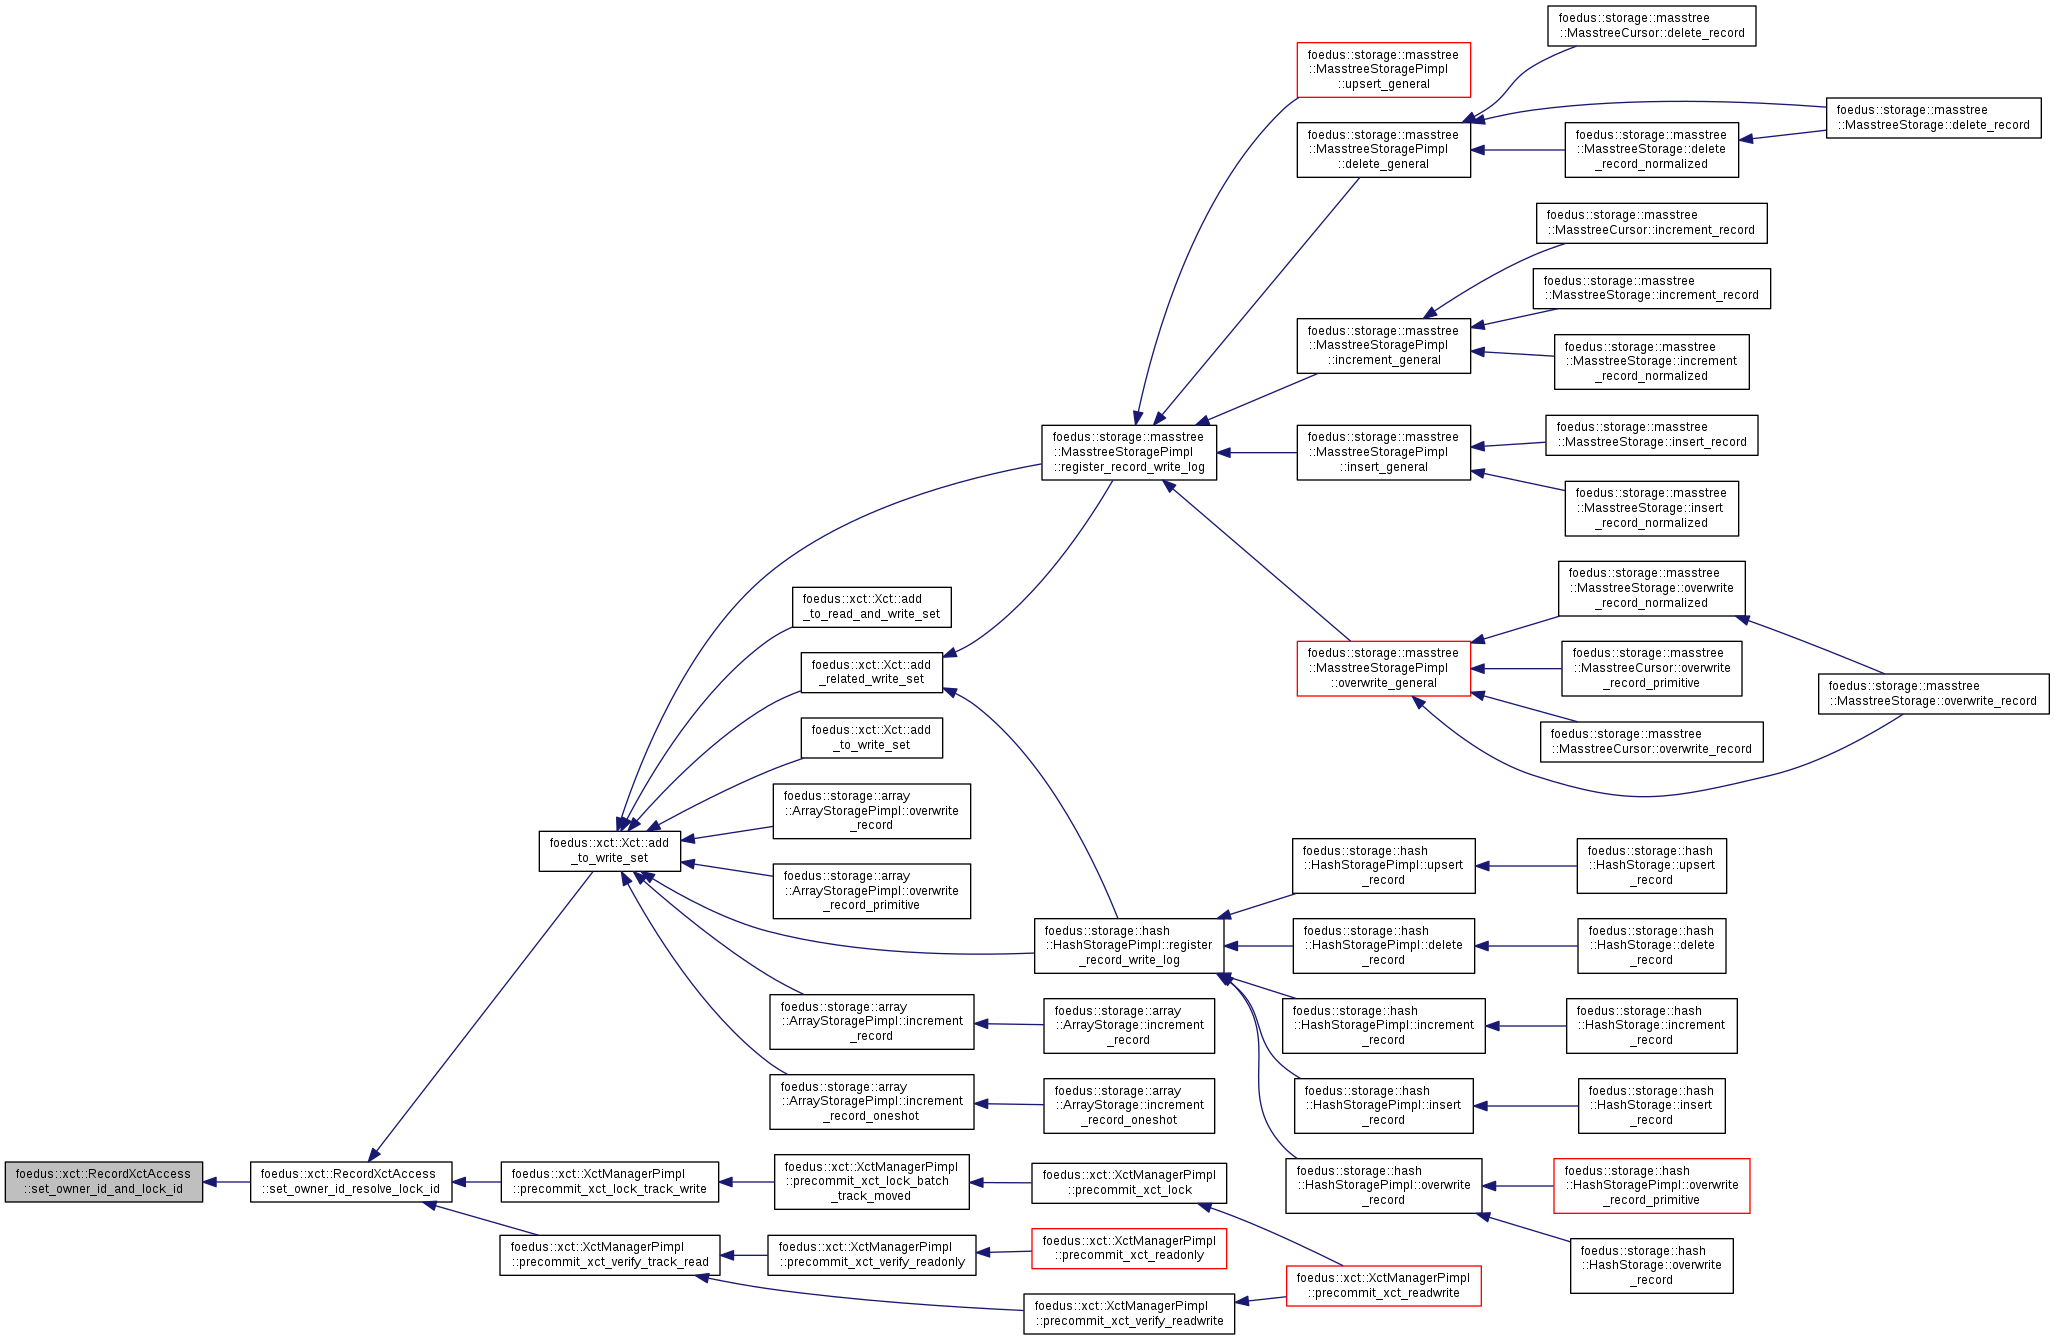 foedus::xct::RecordXctAccess
::set_owner_id_and_lock_id
foedus::xct::RecordXctAccess
::set_owner_id_resolve_lock_id
foedus::xct::Xct::add
_to_write_set
foedus::xct::XctManagerPimpl
::precommit_xct_lock_track_write
foedus::xct::XctManagerPimpl
::precommit_xct_verify_track_read
foedus::xct::Xct::add
_to_read_and_write_set
foedus::xct::Xct::add
_related_write_set
foedus::xct::Xct::add
_to_write_set
foedus::storage::array
::ArrayStoragePimpl::overwrite
_record
foedus::storage::array
::ArrayStoragePimpl::overwrite
_record_primitive
foedus::storage::array
::ArrayStoragePimpl::increment
_record
foedus::storage::array
::ArrayStoragePimpl::increment
_record_oneshot
foedus::xct::XctManagerPimpl
::precommit_xct_lock_batch
_track_moved
foedus::xct::XctManagerPimpl
::precommit_xct_verify_readonly
foedus::storage::masstree
::MasstreeStoragePimpl
::register_record_write_log
foedus::storage::hash
::HashStoragePimpl::register
_record_write_log
foedus::storage::array
::ArrayStorage::increment
_record
foedus::storage::array
::ArrayStorage::increment
_record_oneshot
foedus::xct::XctManagerPimpl
::precommit_xct_lock
foedus::xct::XctManagerPimpl
::precommit_xct_readonly
foedus::xct::XctManagerPimpl
::precommit_xct_verify_readwrite
foedus::storage::masstree
::MasstreeStoragePimpl
::upsert_general
foedus::storage::masstree
::MasstreeStoragePimpl
::delete_general
foedus::storage::masstree
::MasstreeStoragePimpl
::increment_general
foedus::storage::masstree
::MasstreeStoragePimpl
::insert_general
foedus::storage::masstree
::MasstreeStoragePimpl
::overwrite_general
foedus::storage::hash
::HashStoragePimpl::upsert
_record
foedus::storage::hash
::HashStoragePimpl::delete
_record
foedus::storage::hash
::HashStoragePimpl::increment
_record
foedus::storage::hash
::HashStoragePimpl::insert
_record
foedus::storage::hash
::HashStoragePimpl::overwrite
_record
foedus::xct::XctManagerPimpl
::precommit_xct_readwrite
foedus::storage::masstree
::MasstreeCursor::delete_record
foedus::storage::masstree
::MasstreeStorage::delete
_record_normalized
foedus::storage::masstree
::MasstreeCursor::increment_record
foedus::storage::masstree
::MasstreeStorage::increment_record
foedus::storage::masstree
::MasstreeStorage::increment
_record_normalized
foedus::storage::masstree
::MasstreeStorage::insert_record
foedus::storage::masstree
::MasstreeStorage::insert
_record_normalized
foedus::storage::masstree
::MasstreeStorage::overwrite
_record_normalized
foedus::storage::masstree
::MasstreeCursor::overwrite
_record_primitive
foedus::storage::masstree
::MasstreeCursor::overwrite_record
foedus::storage::hash
::HashStorage::upsert
_record
foedus::storage::hash
::HashStorage::delete
_record
foedus::storage::hash
::HashStorage::increment
_record
foedus::storage::hash
::HashStorage::insert
_record
foedus::storage::hash
::HashStoragePimpl::overwrite
_record_primitive
foedus::storage::hash
::HashStorage::overwrite
_record
foedus::storage::masstree
::MasstreeStorage::delete_record
foedus::storage::masstree
::MasstreeStorage::overwrite_record